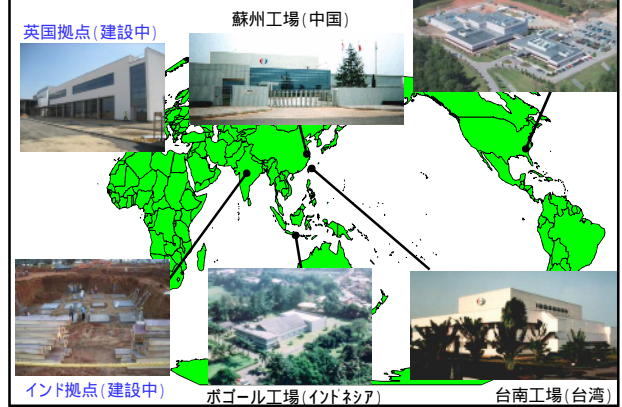 英国拠点(建設中)
蘇州工場(中国)
インド拠点(建設中)
ボゴール工場(インドネシア)
台南工場(台湾)